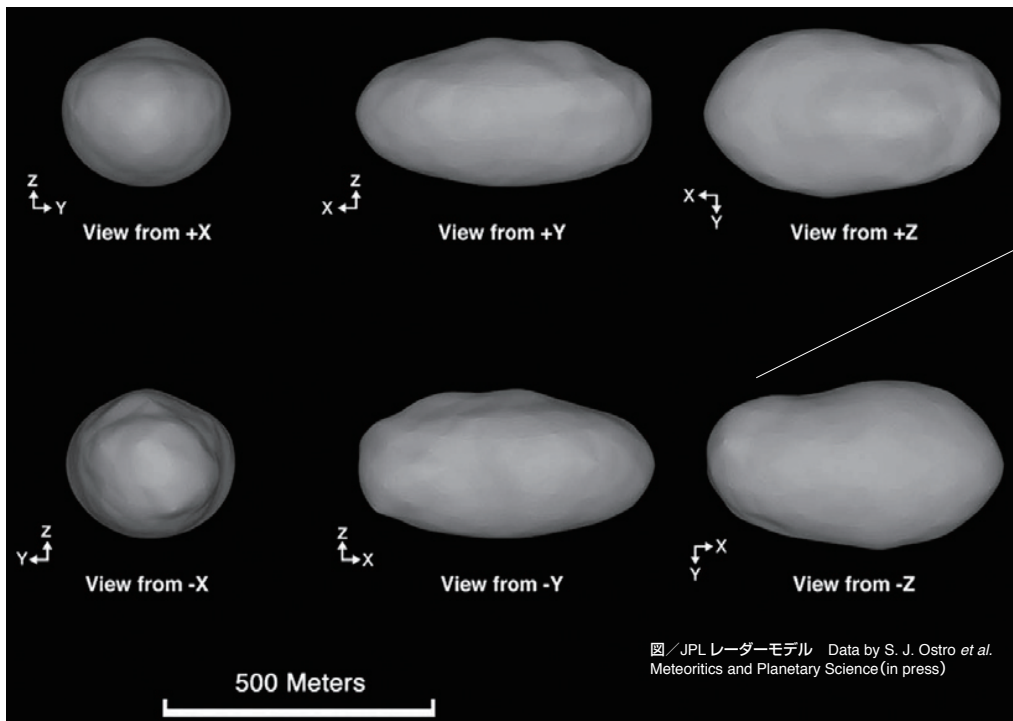 Z
Y
View from +X
Z
X
View from +Y
X
Y
View from +Z
Z
Y
View from -X
Z
X
View from -Y
X
Y
View from -Z
図／JPL レーダーモデル　Data by S. J. Ostro et al.
Meteoritics and Planetary Science(in press)
500 Meters